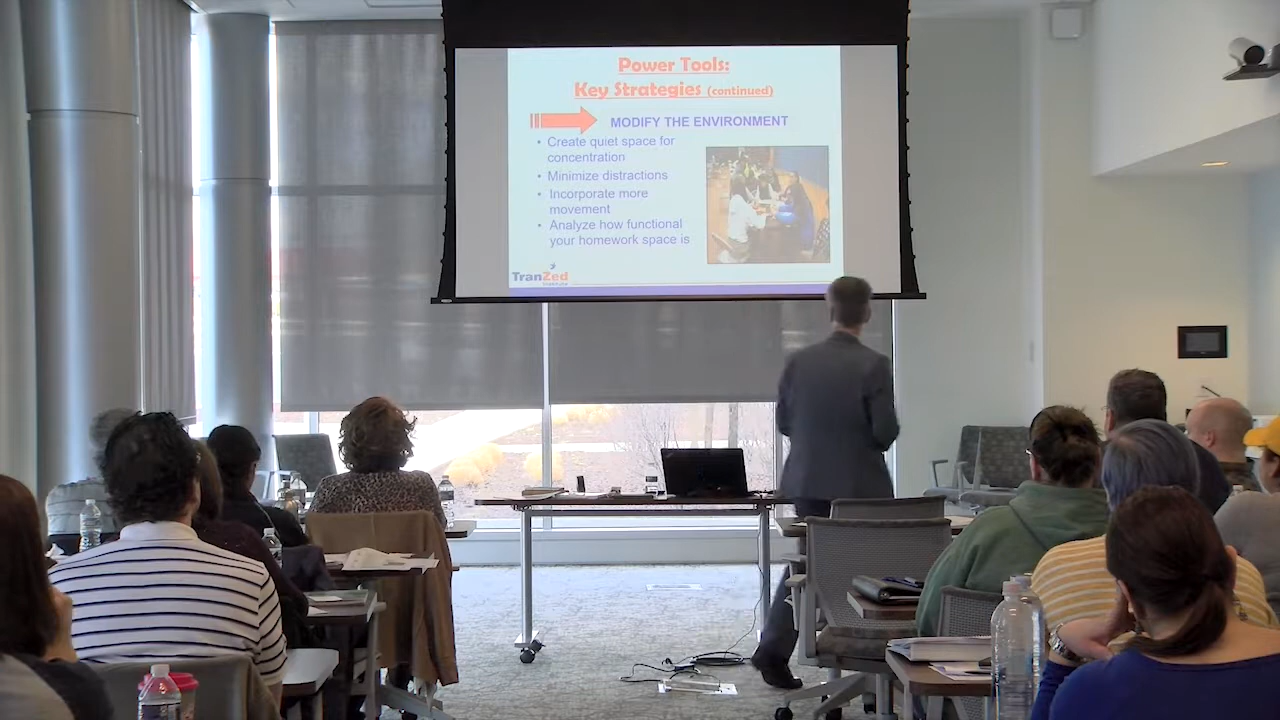 Power Tools:
Key Strategies (continued)
MODIFY THE ENVIRONMENT
• Create quiet space for
concentration
• Minimize distractions
• Incorporate more
movement
• Analyze how functional
your homework space is
TranZed
Institute